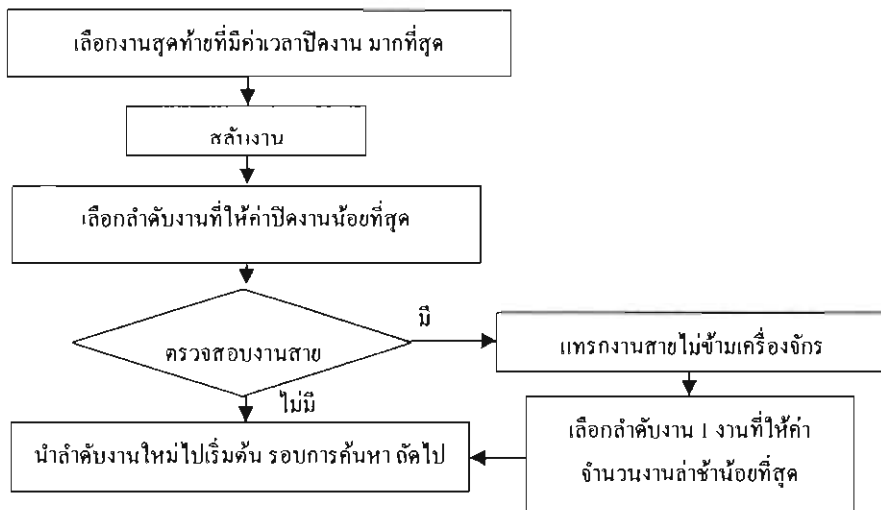 เลือกงานสุดท้ายที่มีค่าเวลาปิดงาน มากที่สุด
สลับงาน
เลือกลำดับงานที่ให้ค่าปิดงานน้อยที่สุด
มี
ตรวจสอบงานสาย
แทรกงานสายไม่ข้ามเครื่องจักร
ไม่มี
เลือกลำดับงาน 1 งานที่ให้ค่า
จำนวนงานล่าช้าน้อยที่สุด
นำลำดับงานใหม่ไปเริ่มต้น รอบการค้นหา ถัดไป